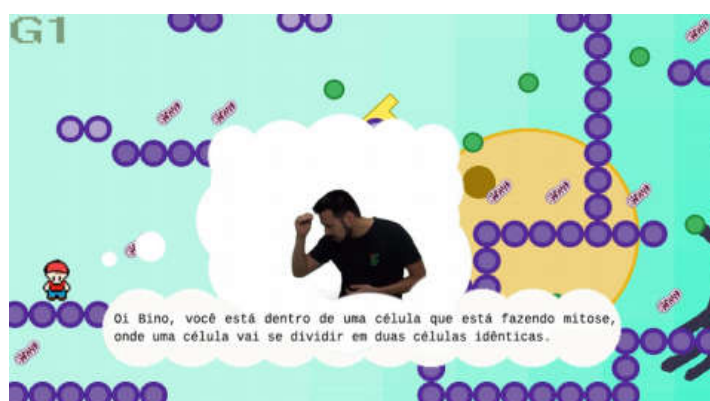 G1
Oi Bino, você está dentro de uma célula que está fazendo mitose,
onde uma célula vai se dividir em duas células idênticas.